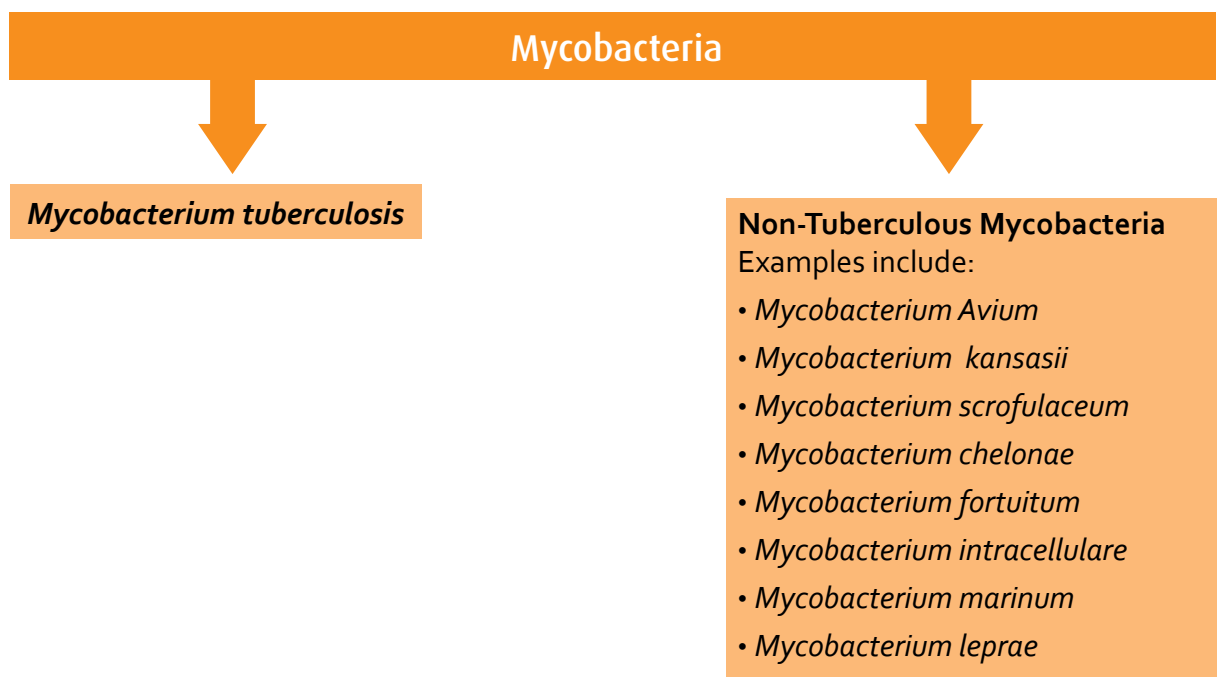 Mycobacteria
Mycobacterium tuberculosis
Non-Tuberculous Mycobacteria
Examples include:
• Mycobacterium Avium
• Mycobacterium  kansasii
• Mycobacterium scrofulaceum
• Mycobacterium chelonae
• Mycobacterium fortuitum
• Mycobacterium intracellulare
• Mycobacterium marinum
• Mycobacterium leprae